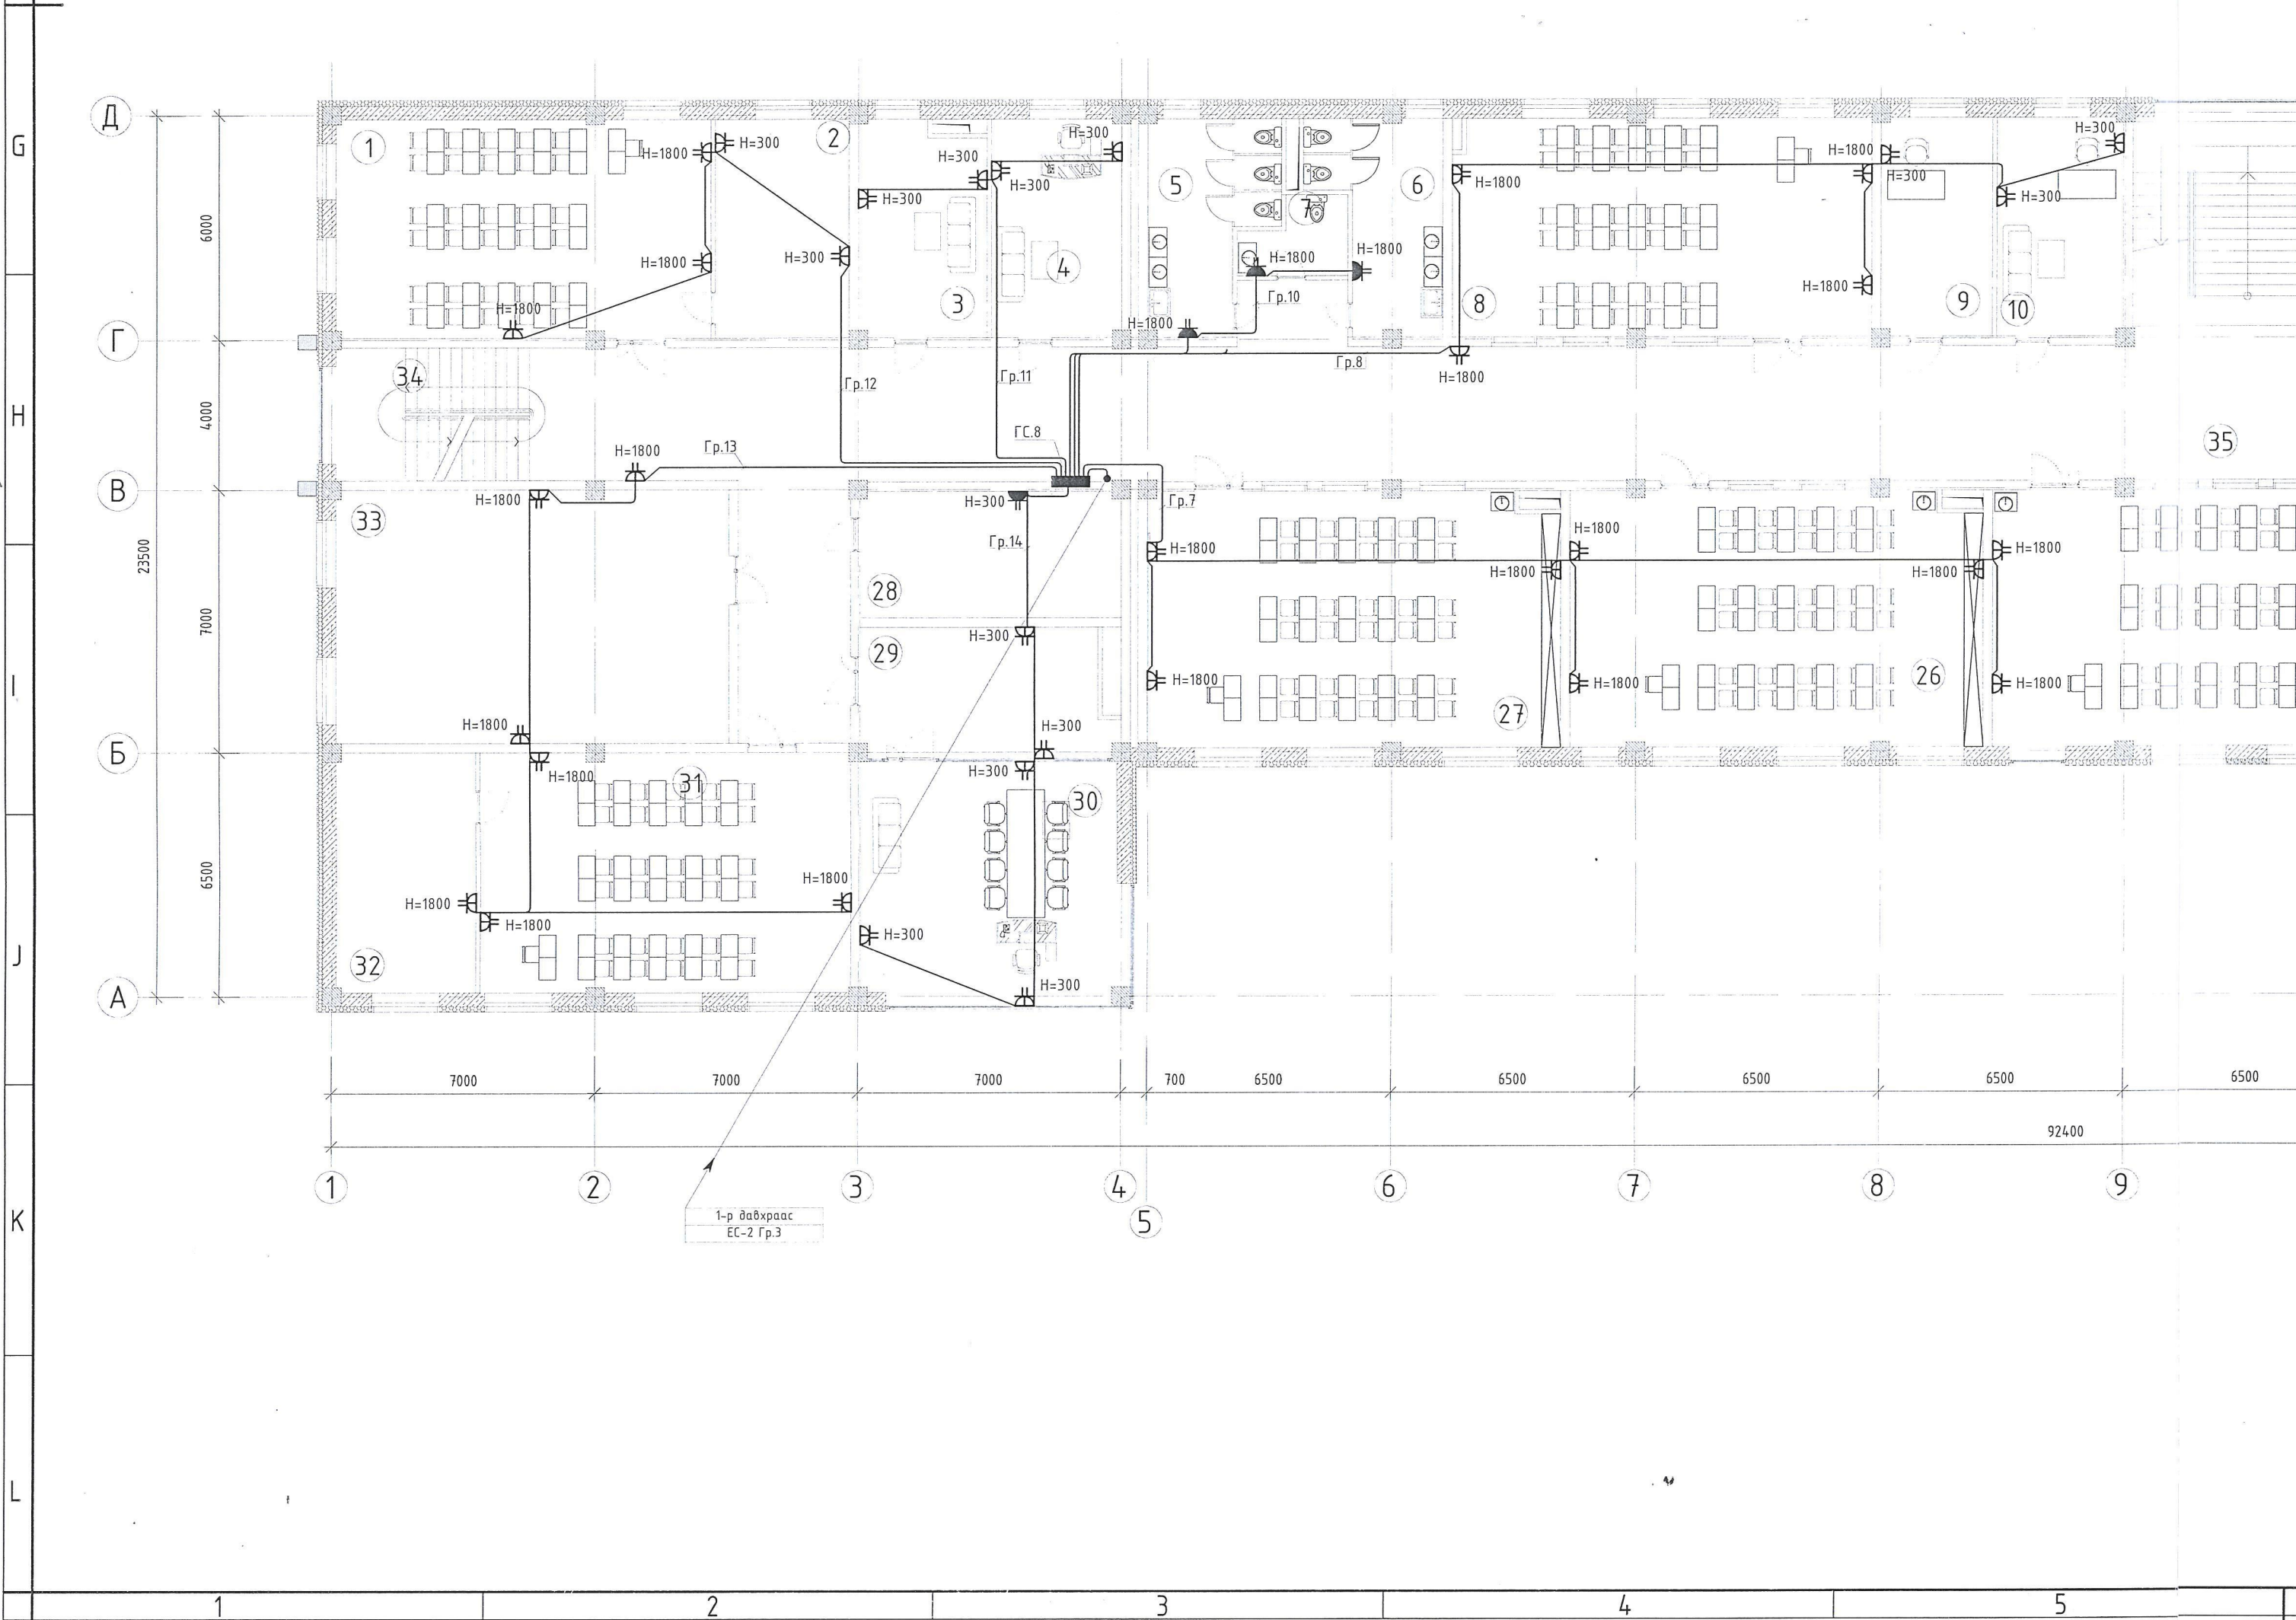 G
H
I
J
K
L
Д
Г
В
Б
А
6000
4000
7000
6500
23500
1
H=1800
H=300
2
H=300
H=300
H=300
H=300
5
6
7
H=1800
H=1800
H=300
H=300
H=300
H=1800
H=300
H=1800
H=1800
3
4
H=1800
H=1800
Гр.10
8
H=1800
9
10
H=1800
Гр.8
H=1800
34
Гр.12
Гр.11
ГС.8
35
Гр.13
H=1800
H=1800
33
H=300
Гр.7
Гр.14
H=1800
H=1800
H=1800
H=1800
H=1800
28
29
H=300
H=1800
H=1800
H=1800
27
26
H=1800
H=300
H=300
H=1800
31
30
H=1800
H=1800
H=1800
H=300
32
H=300
7000
7000
7000
700
6500
6500
6500
6500
6500
92400
1
2
3
4
5
6
7
8
9
1-р давхраас
ЕС-2 Гр.3
1
2
3
4
5